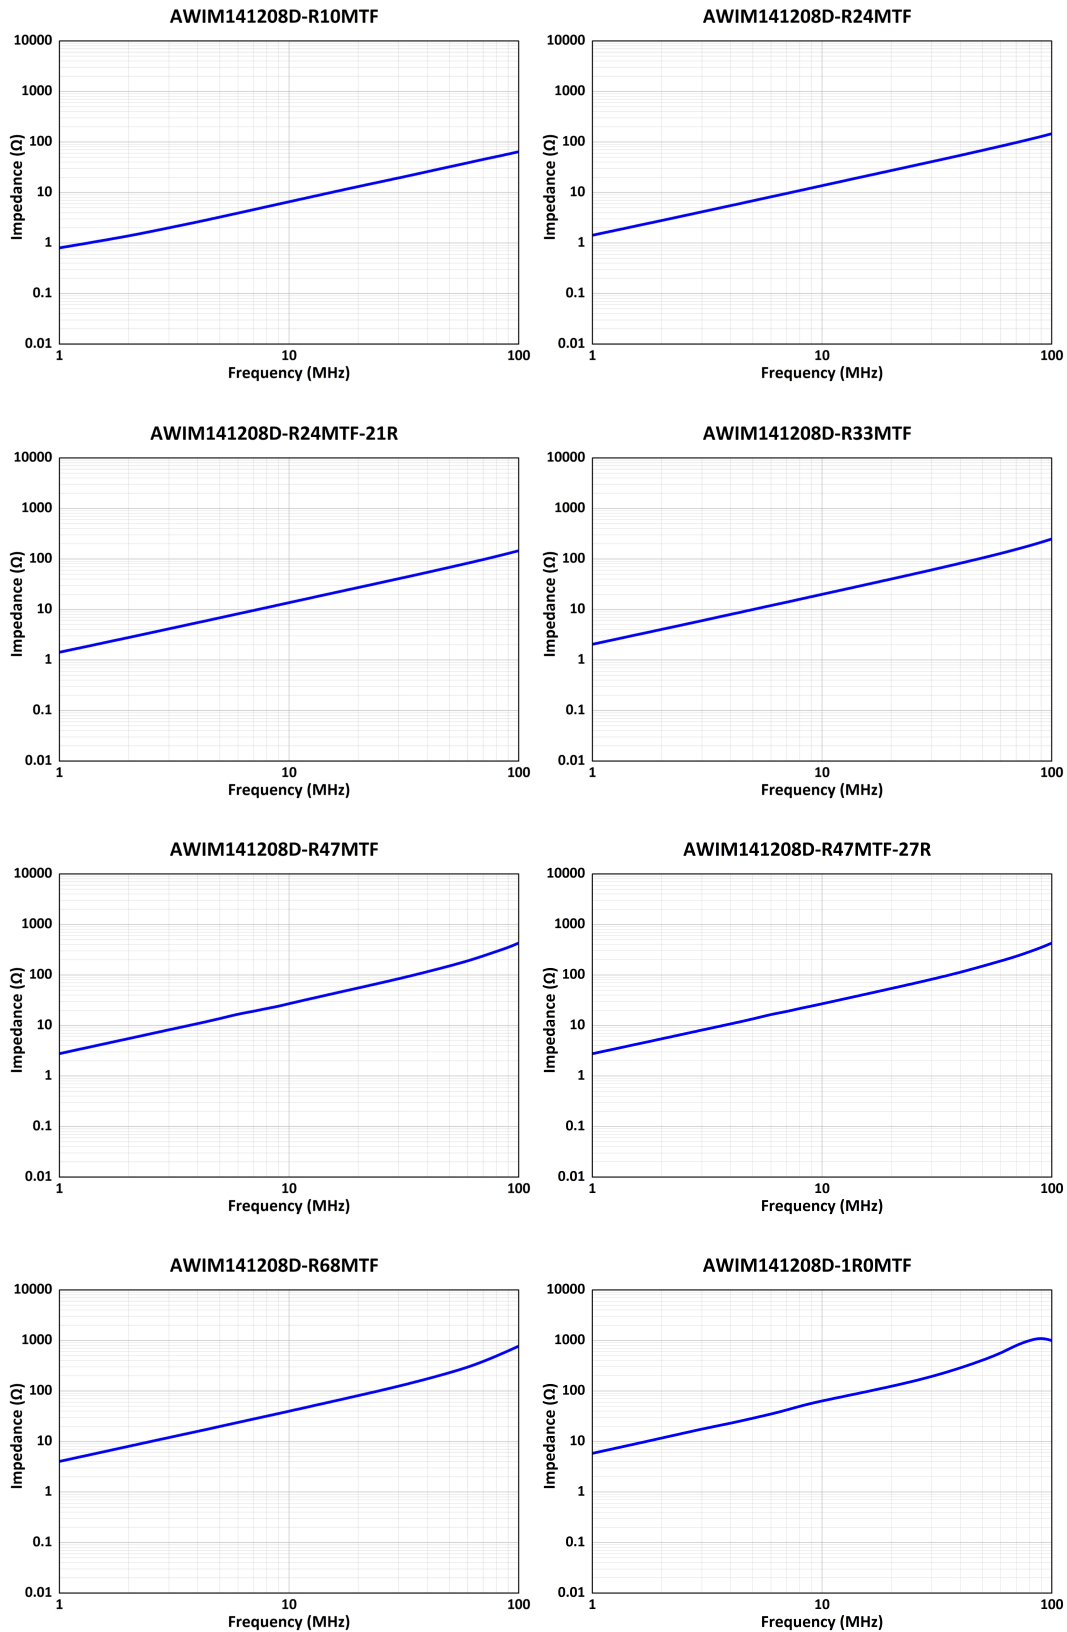 AWIM141208D-R10MTF
10000
1000
100
10
1
0.1
0.01
Impedance (Ω)
1 10 100
Frequency (MHz)
AWIM141208D-R24MTF
10000
1000
100
10
1
0.1
0.01
Impedance (Ω)
1 10 100
Frequency (MHz)
AWIM141208D-R24MTF-21R
10000
1000
100
10
1
0.1
0.01
Impedance (Ω)
1 10 100
Frequency (MHz)
AWIM141208D-R33MTF
10000
1000
100
10
1
0.1
0.01
Impedance (Ω)
1 10 100
Frequency (MHz)
AWIM141208D-R47MTF
10000
1000
100
10
1
0.1
0.01
Impedance (Ω)
1 10 100
Frequency (MHz)
AWIM141208D-R47MTF-27R
10000
1000
100
10
1
0.1
0.01
Impedance (Ω)
1 10 100
Frequency (MHz)
AWIM141208D-R68MTF
10000
1000
100
10
1
0.1
0.01
Impedance (Ω)
1 10 100
Frequency (MHz)
AWIM141208D-1R0MTF
10000
1000
100
10
1
0.1
0.01
Impedance (Ω)
1 10 100
Frequency (MHz)